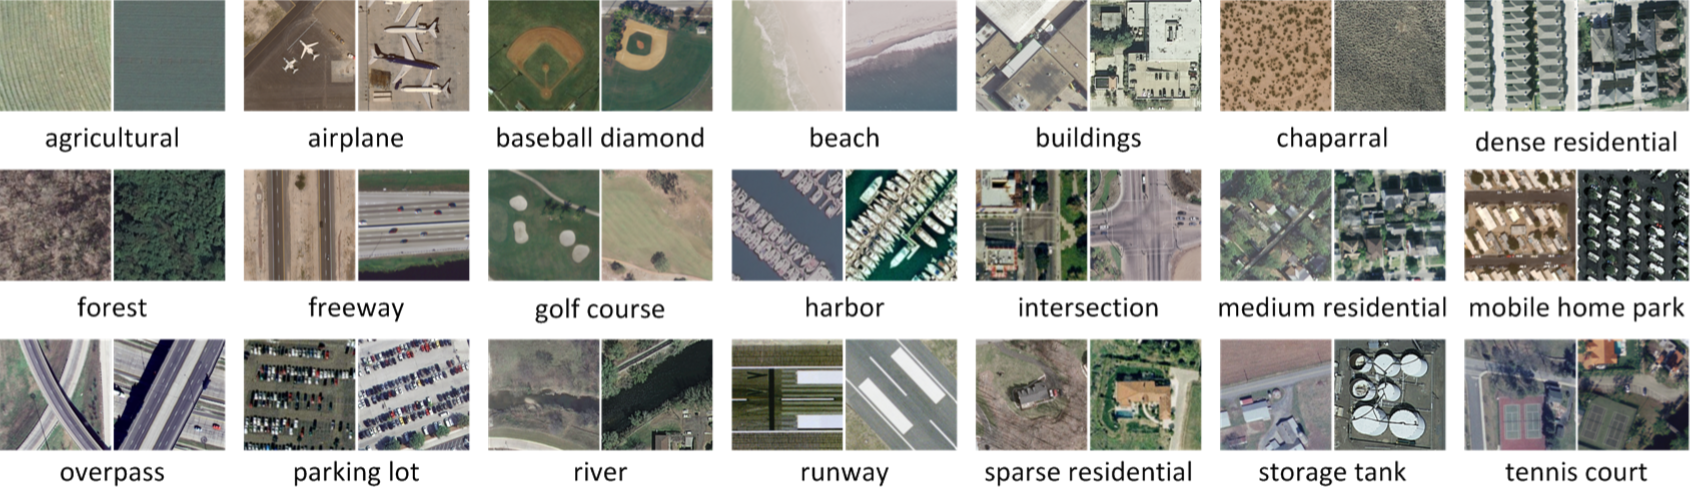 agricultural
airplane
baseball diamond
beach
buildings
chaparral
dense residential
forest
freeway
golf course
harbor
intersection
medium residential
mobile home park
overpass
parking lot
river
runway
sparse residential
storage tank
tennis court